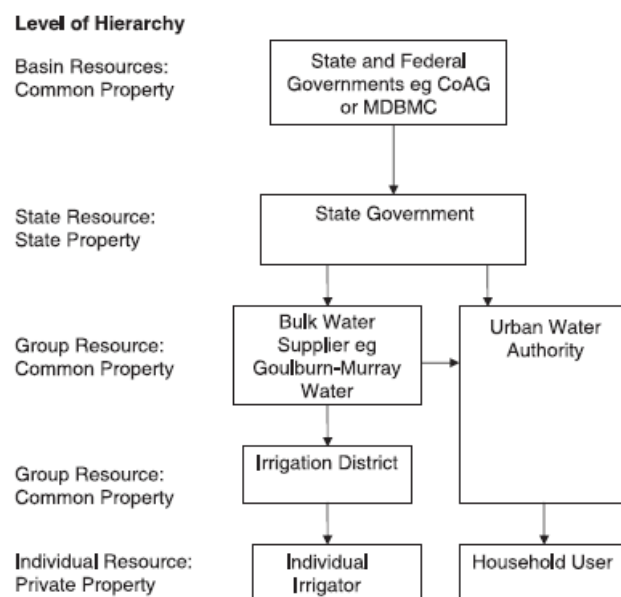 Level of Hierarchy
Basin Resources:
Common Property
State and Federal
Governments eg CoAG
or MDBMC
State Resource:
State Property
State Government
Group Resource:
Common Property
Bulk Water
Supplier eg
Goulburn-Murray
Water
Urban Water
Authority
Group Resource:
Common Property
Irrigation District
Individual Resource:
Private Property
Individual
Irrigator
Household User